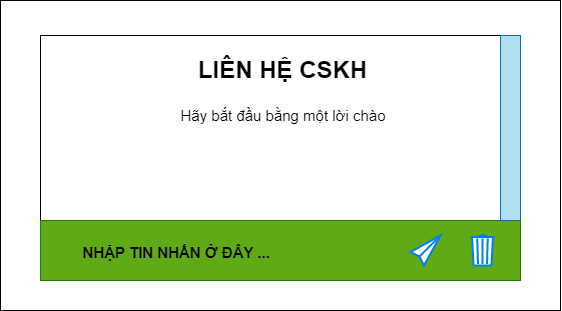 LIÊN HỆ CSKH
Hãy bắt đầu bằng một lời chào
NHẬP TIN NHẮN Ở ĐÂY ...